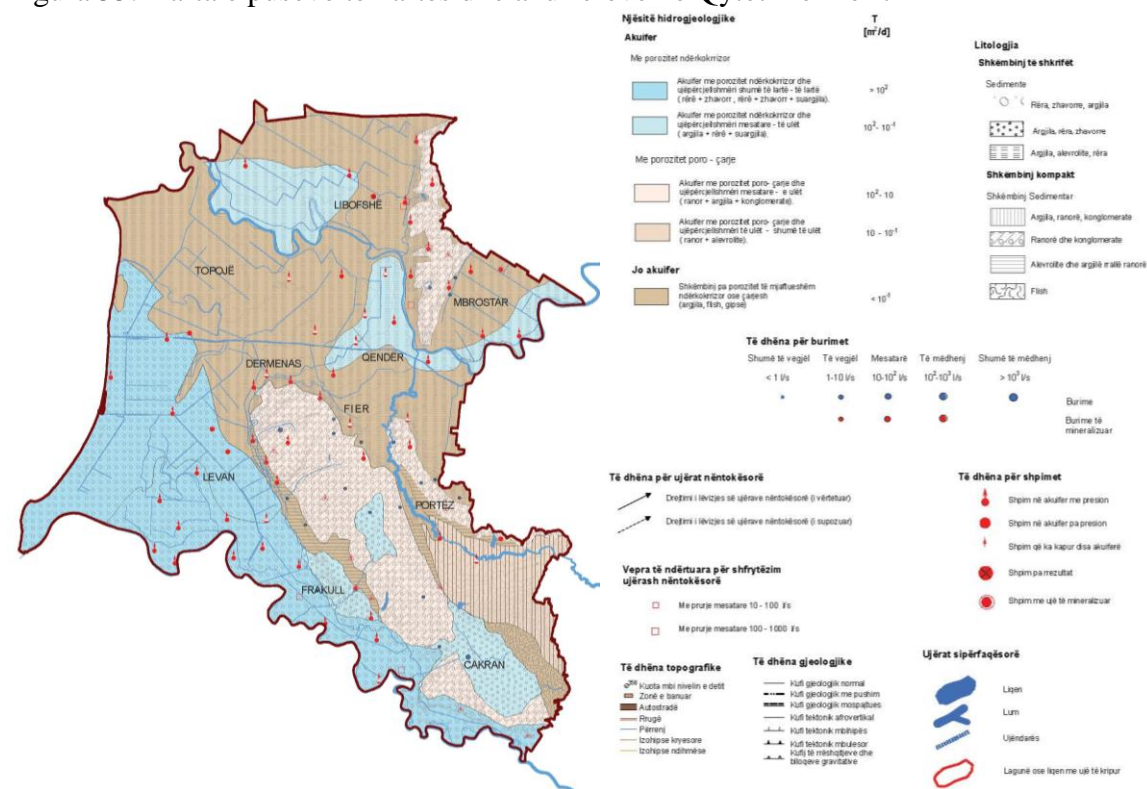 Njësitë hidrogjeologjike
T
[m²/d]
Akuifer
Me porozitet ndërkokrrizor
Akuifer me porozitet ndërkokrrizor dhe
ujëpërcjellshmëri shumë të lartë - të lartë
( rërë + zhavorr , rërë + zhavorr + suargjila).
> 10²
Akuifer me porozitet ndërkokrrizor dhe
ujëpërcjellshmëri mesatare - të ulët
( argjila + rërë + suargjila).
10² - 10⁻¹
Me porozitet poro - çarje
Akuifer me porozitet poro- çarje dhe
ujëpërcjellshmëri mesatare - e ulët
( ranor + argjila + konglomerate).
10² - 10
Akuifer me porozitet poro- çarje dhe
ujëpërcjellshmëri të ulët - shumë të ulët
( ranor + alevrolite).
10 - 10⁻¹
Jo akuifer
Shkëmbinj pa porozitet të mjaftueshëm
ndërkokrrizor ose çarjesh
(argjila, flish, gipse)
< 10⁻¹
Litologjia
Shkëmbinj të shkrifët
Sedimente
Rëra, zhavorre, argjila
Argjila, rëra, zhavorre
Argjila, alevrolite, rëra
Shkëmbinj kompakt
Shkëmbinj Sedimentar
Argjila, ranorë, konglomerate
Ranorë dhe konglomerate
Alevrolite dhe argjilë rrallë ranorë
Flish
LIBOFSHË
TOPOJË
MBROSTAR
DERMENAS
QENDËR
FIER
LEVAN
PORTËZ
FRAKULL
CAKRAN
Të dhëna për burimet
Shumë të vegjël
Të vegjël
Mesatarë
Të mëdhenj
Shumë të mëdhenj
< 1 l/s
1-10 l/s
10-10² l/s
10²-10³ l/s
> 10³ l/s
Burime
Burime të
mineralizuar
Të dhëna për ujërat nëntokësorë
Drejtimi i lëvizjes së ujërave nëntokësorë (i vërtetuar)
Drejtimi i lëvizjes së ujërave nëntokësorë (i supozuar)
Vepra të ndërtuara për shfrytëzim
ujërash nëntokësorë
Me prurje mesatare 10 - 100 l/s
Me prurje mesatare 100 - 1000 l/s
Të dhëna për shpimet
Shpim në akuifer me presion
Shpim në akuifer pa presion
Shpim që ka kapur disa akuiferë
Shpim pa rrezultat
Shpim me ujë të mineralizuar
Të dhëna topografike
Kuota mbi nivelin e detit
Zonë e banuar
Autostradë
Rrugë
Përrenj
Izohipse kryesore
Izohipse ndihmëse
Të dhëna gjeologjike
Kufi gjeologjik normal
Kufi gjeologjik me pushim
Kufi gjeologjik mospajtues
Kufi tektonik afrovertikal
Kufi tektonik mbihipës
Kufi tektonik mbulesor
Kufij të rrëshqitjeve dhe
blloqeve gravitative
Ujërat sipërfaqësorë
Liqen
Lum
Ujëndarës
Lagunë ose liqen me ujë të kripur